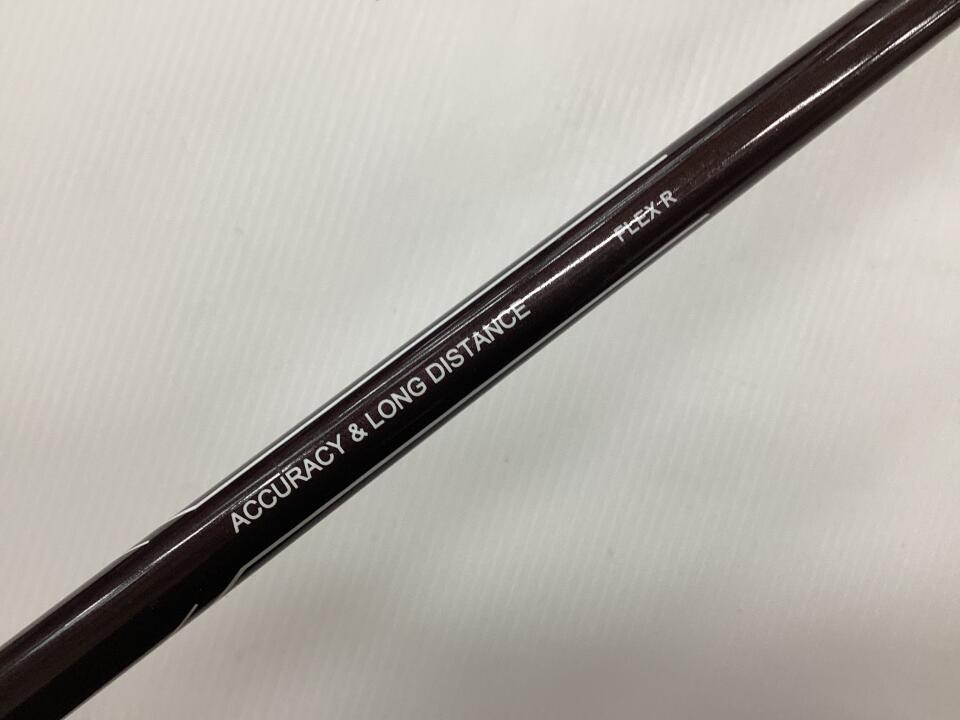 ACCURACY & LONG DISTANCE
FLEX-R